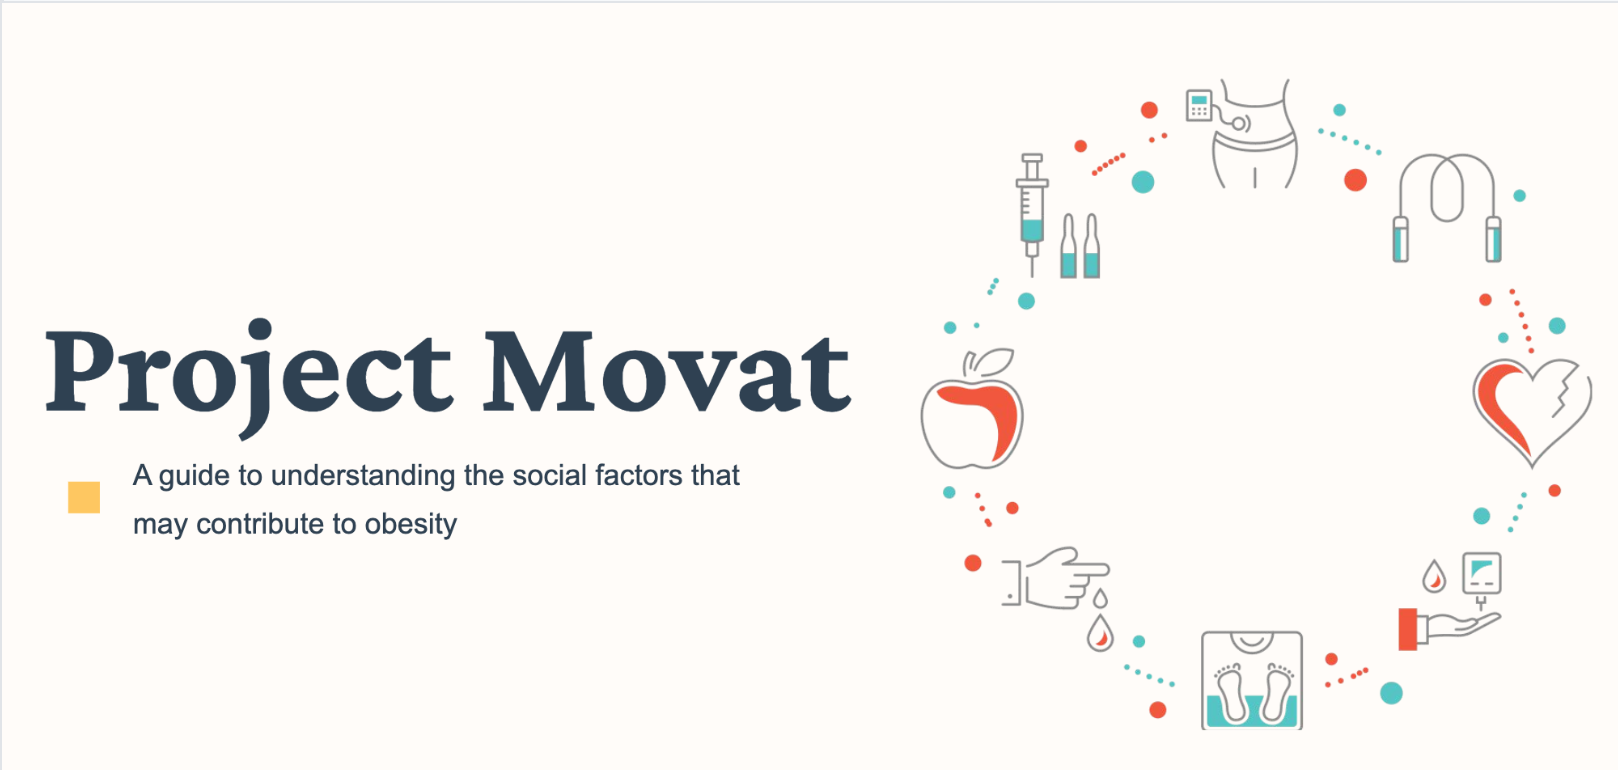 Project Movat
A guide to understanding the social factors that
may contribute to obesity